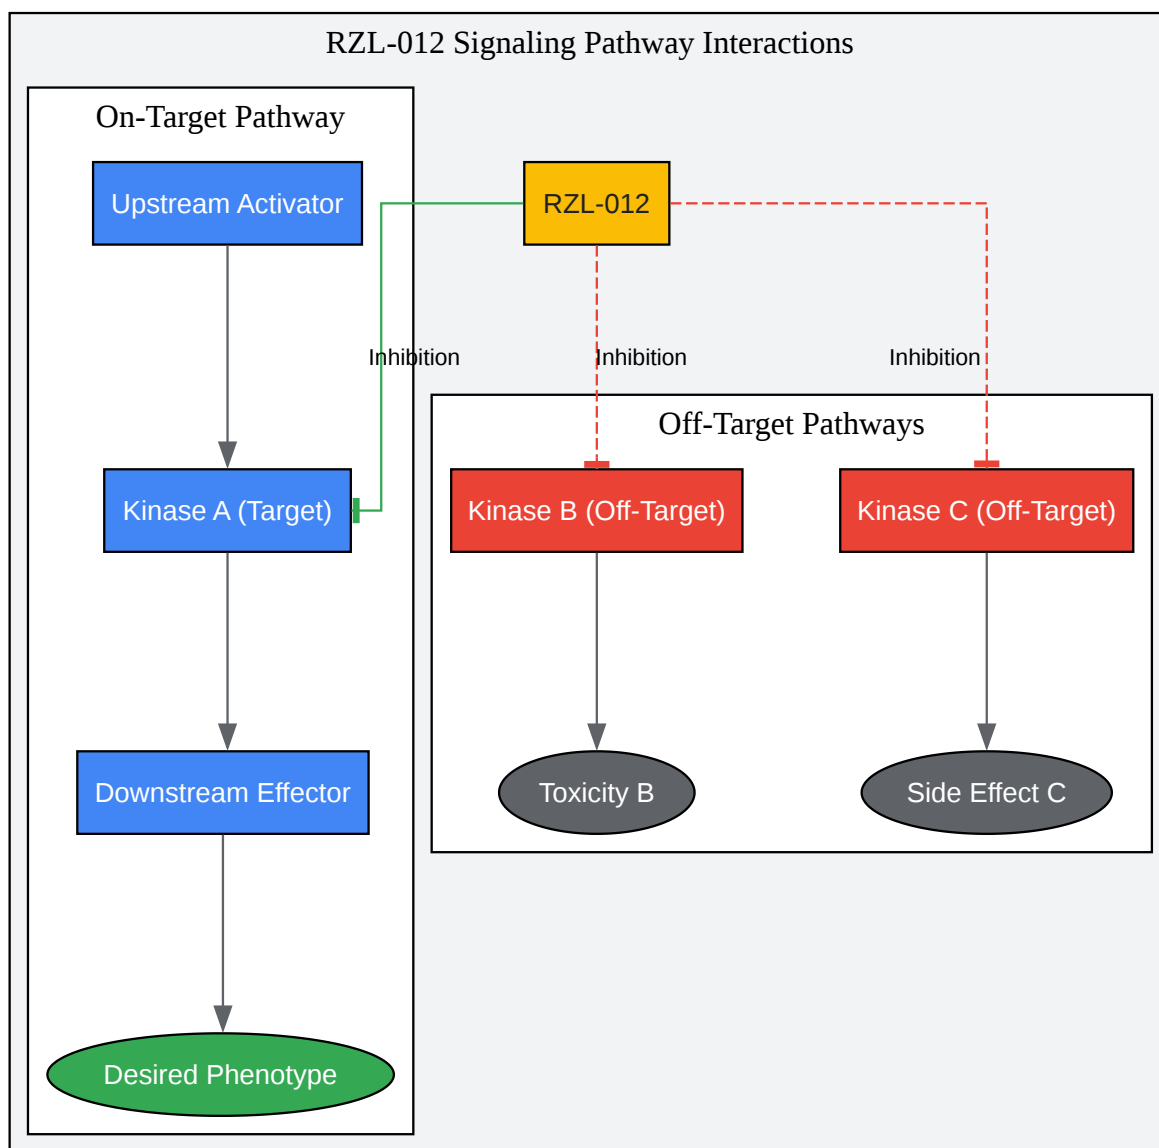 RZL-012 Signaling Pathway Interactions
On-Target Pathway
Upstream Activator
RZL-012
Inhibition
Inhibition
Inhibition
Off-Target Pathways
Kinase A (Target)
Kinase B (Off-Target)
Kinase C (Off-Target)
Downstream Effector
Toxicity B
Side Effect C
Desired Phenotype